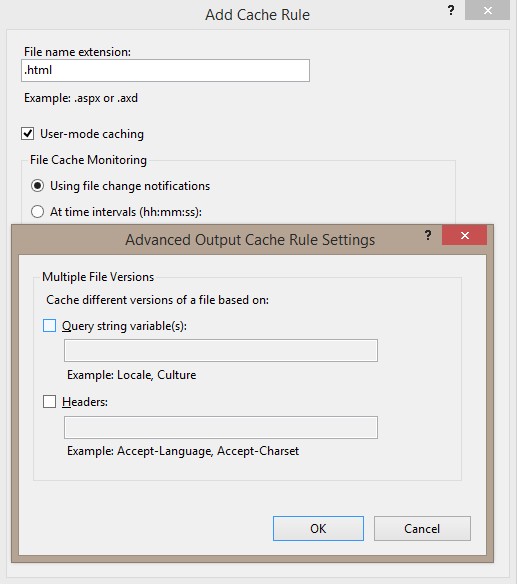 Add Cache Rule
?
File name extension:
.html
Example: .aspx or .axd
User-mode caching
File Cache Monitoring
Using file change notifications
At time intervals (hh:mm:ss):
Advanced Output Cache Rule Settings
?
Multiple File Versions
Cache different versions of a file based on:
Query string variable(s):
Example: Locale, Culture
Headers:
Example: Accept-Language, Accept-Charset
OK
Cancel